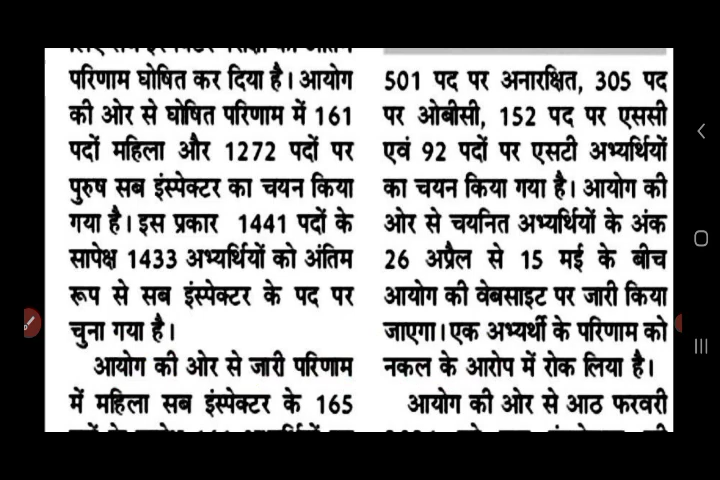 परिणाम घोषित कर दिया है। आयोग
की ओर से घोषित परिणाम में 161
पदों महिला और 1272 पदों पर
पुरुष सब इंस्पेक्टर का चयन किया
गया है। इस प्रकार 1441 पदों के
सापेक्ष 1433 अभ्यर्थियों को अंतिम
रूप से सब इंस्पेक्टर के पद पर
चुना गया है।
आयोग की ओर से जारी परिणाम
में महिला सब इंस्पेक्टर के 165
501 पद पर अनारक्षित, 305 पद
पर ओबीसी, 152 पद पर एससी
एवं 92 पदों पर एसटी अभ्यर्थियों
का चयन किया गया है। आयोग की
ओर से चयनित अभ्यर्थियों के अंक
26 अप्रैल से 15 मई के बीच
आयोग की वेबसाइट पर जारी किया
जाएगा। एक अभ्यर्थी के परिणाम को
नकल के आरोप में रोक लिया है।
आयोग की ओर से आठ फरवरी